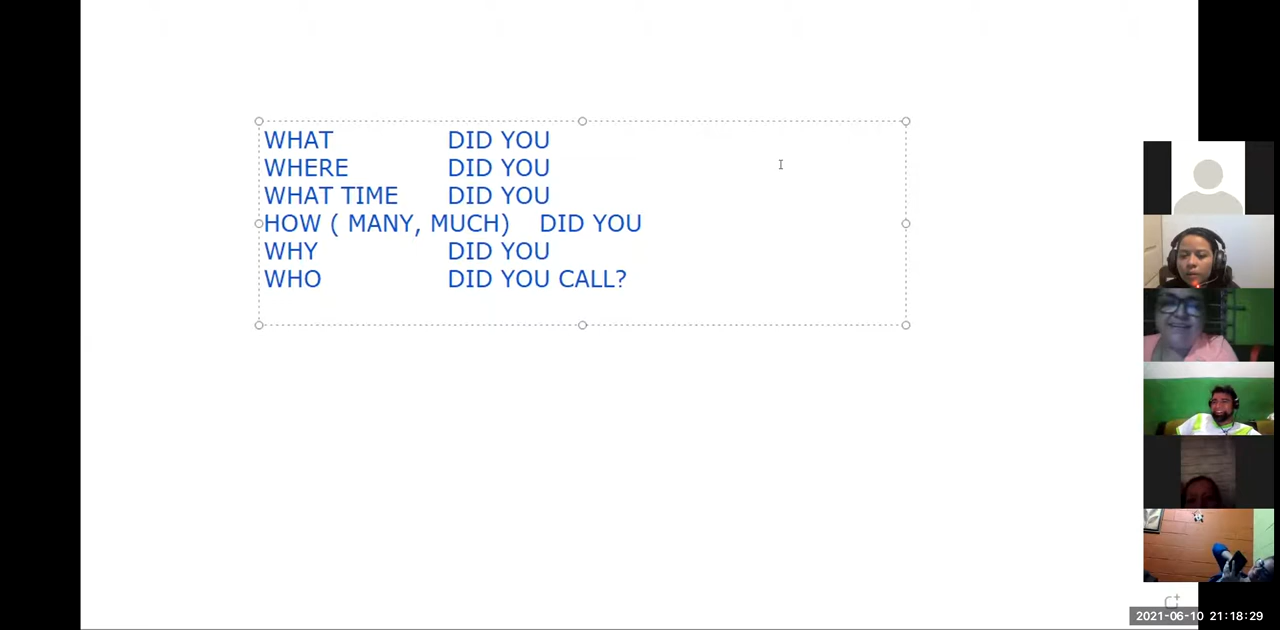 WHAT DID YOU
WHERE DID YOU
WHAT TIME DID YOU
HOW ( MANY, MUCH) DID YOU
WHY DID YOU
WHO DID YOU CALL?
2021-06-10 21:18:29